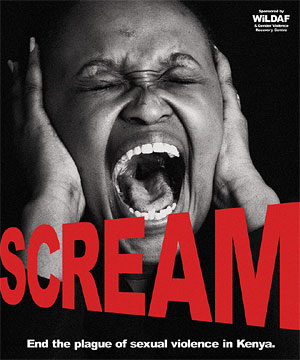 Sponsored by
WiLDAF
& Gender Violence
Recovery Centre
SCREAM
End the plague of sexual violence in Kenya.